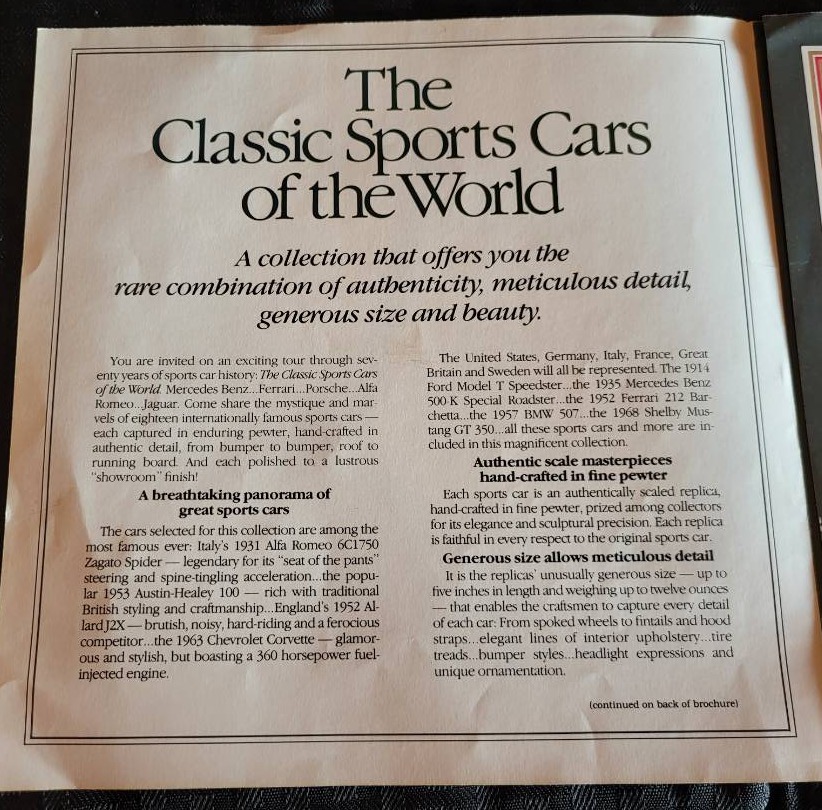 The
Classic Sports Cars
of the World
A collection that offers you the
rare combination of authenticity, meticulous detail,
generous size and beauty.
You are invited on an exciting tour through sev-
enty years of sports car history: The Classic Sports Cars
of the World. Mercedes Benz...Ferrari...Porsche...Alfa
Romeo...Jaguar. Come share the mystique and mar-
vels of eighteen internationally famous sports cars —
each captured in enduring pewter, hand-crafted in
authentic detail, from bumper to bumper, roof to
running board. And each polished to a lustrous
"showroom" finish!
A breathtaking panorama of
great sports cars
The cars selected for this collection are among the
most famous ever: Italy's 1931 Alfa Romeo 6C1750
Zagato Spider — legendary for its "seat of the pants"
steering and spine-tingling acceleration...the popu-
lar 1953 Austin-Healey 100 — rich with traditional
British styling and craftmanship...England's 1952 Al-
lard J2X — brutish, noisy, hard-riding and a ferocious
competitor...the 1963 Chevrolet Corvette — glamor-
ous and stylish, but boasting a 360 horsepower fuel-
injected engine.
The United States, Germany, Italy, France, Great
Britain and Sweden will all be represented. The 1914
Ford Model T Speedster...the 1935 Mercedes Benz
500-K Special Roadster...the 1952 Ferrari 212 Bar-
chetta...the 1957 BMW 507...the 1968 Shelby Mus-
tang GT 350...all these sports cars and more are in-
cluded in this magnificent collection.
Authentic scale masterpieces
hand-crafted in fine pewter
Each sports car is an authentically scaled replica,
hand-crafted in fine pewter, prized among collectors
for its elegance and sculptural precision. Each replica
is faithful in every respect to the original sports car.
Generous size allows meticulous detail
It is the replicas' unusually generous size — up to
five inches in length and weighing up to twelve ounces
— that enables the craftsmen to capture every detail
of each car: From spoked wheels to fintails and hood
straps...elegant lines of interior upholstery...tire
treads...bumper styles...headlight expressions and
unique ornamentation.
(continued on back of brochure)